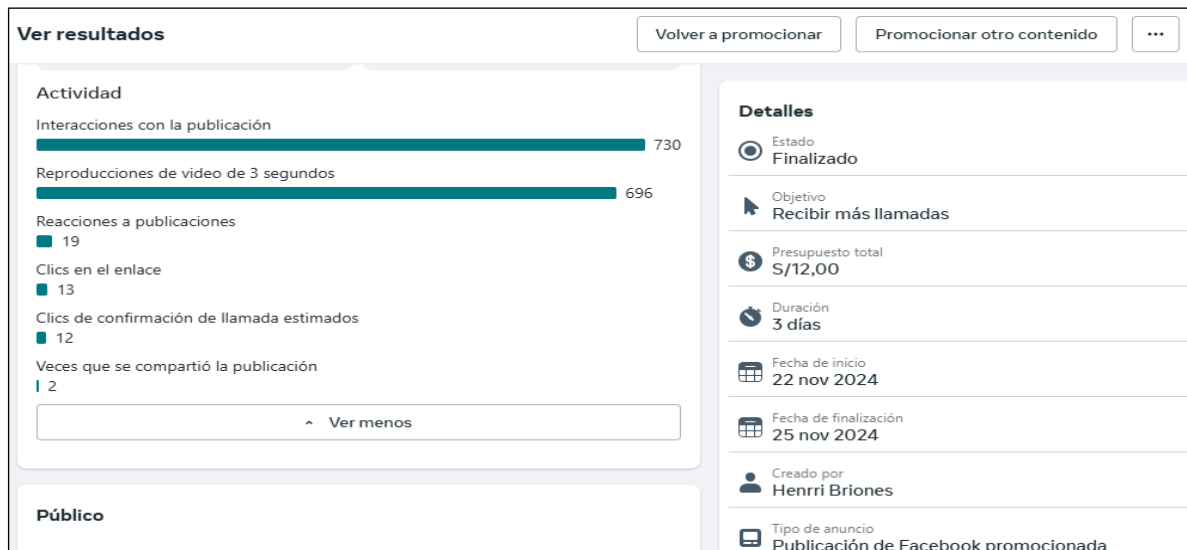 Ver resultados
Volver a promocionar
Promocionar otro contenido
...
Actividad
Interacciones con la publicación
730
Reproducciones de video de 3 segundos
696
Reacciones a publicaciones
19
Clics en el enlace
13
Clics de confirmación de llamada estimados
12
Veces que se compartió la publicación
2
Ver menos
Público
Detalles
Estado
Finalizado
Objetivo
Recibir más llamadas
Presupuesto total
S/12,00
Duración
3 días
Fecha de inicio
22 nov 2024
Fecha de finalización
25 nov 2024
Creado por
Henrri Briones
Tipo de anuncio
Publicación de Facebook promocionada